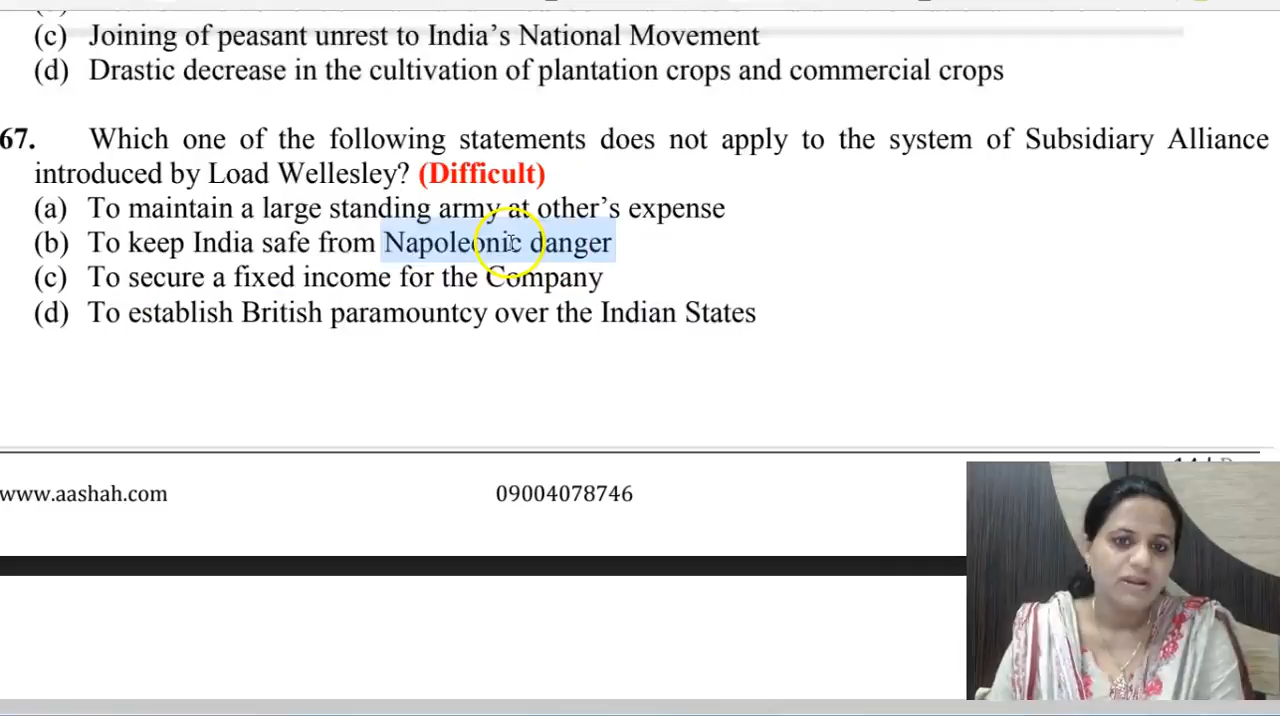 (c) Joining of peasant unrest to India's National Movement
(d) Drastic decrease in the cultivation of plantation crops and commercial crops
67. Which one of the following statements does not apply to the system of Subsidiary Alliance
introduced by Load Wellesley? (Difficult)
(a) To maintain a large standing army at other's expense
(b) To keep India safe from Napoleonic danger
(c) To secure a fixed income for the Company
(d) To establish British paramountcy over the Indian States
www.aashah.com 09004078746